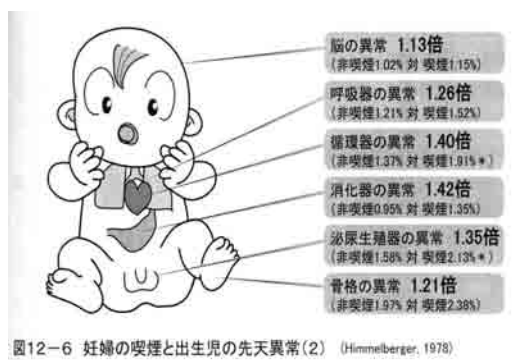 脳の異常 1.13倍
(非喫煙1.02% 対 喫煙1.15%)
呼吸器の異常 1.26倍
(非喫煙1.21% 対 喫煙1.52%)
循環器の異常 1.40倍
(非喫煙1.37% 対 喫煙1.91%*)
消化器の異常 1.42倍
(非喫煙0.95% 対 喫煙1.35%)
泌尿生殖器の異常 1.35倍
(非喫煙1.58% 対 喫煙2.13%*)
骨格の異常 1.21倍
(非喫煙1.97% 対 喫煙2.38%)
図12-6 妊婦の喫煙と出生児の先天異常(2) (Himmelberger, 1978)